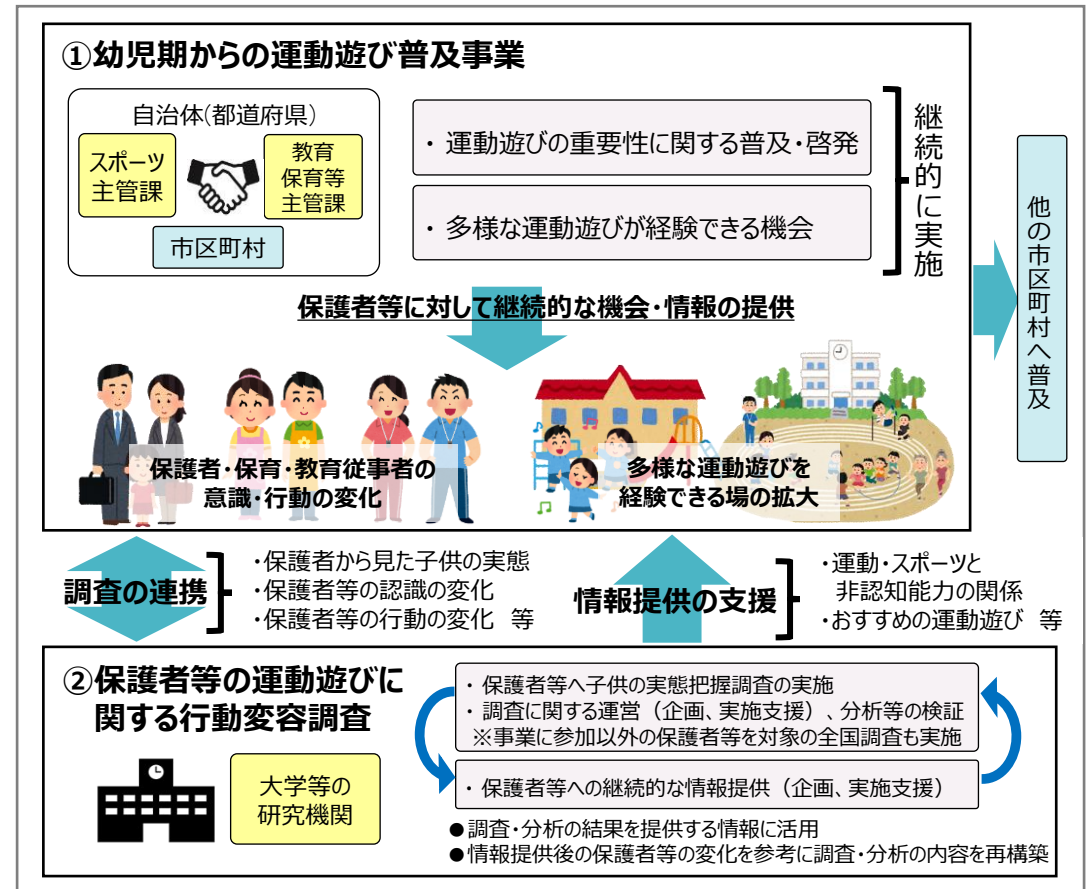 ①幼児期からの運動遊び普及事業
自治体(都道府県)
スポーツ
主管課
教育
保育等
主管課
市区町村
・ 運動遊びの重要性に関する普及・啓発
・ 多様な運動遊びが経験できる機会
継続的に実施
他の市区町村へ普及
保護者等に対して継続的な機会・情報の提供
保護者・保育・教育従事者の
意識・行動の変化
多様な運動遊びを
経験できる場の拡大
調査の連携
・保護者から見た子供の実態
・保護者等の認識の変化
・保護者等の行動の変化 等
情報提供の支援
・運動・スポーツと
非認知能力の関係
・おすすめの運動遊び 等
②保護者等の運動遊びに
関する行動変容調査
大学等の
研究機関
・ 保護者等へ子供の実態把握調査の実施
・ 調査に関する運営（企画、実施支援）、分析等の検証
※事業に参加以外の保護者等を対象の全国調査も実施
・ 保護者等への継続的な情報提供（企画、実施支援）
●調査・分析の結果を提供する情報に活用
●情報提供後の保護者等の変化を参考に調査・分析の内容を再構築